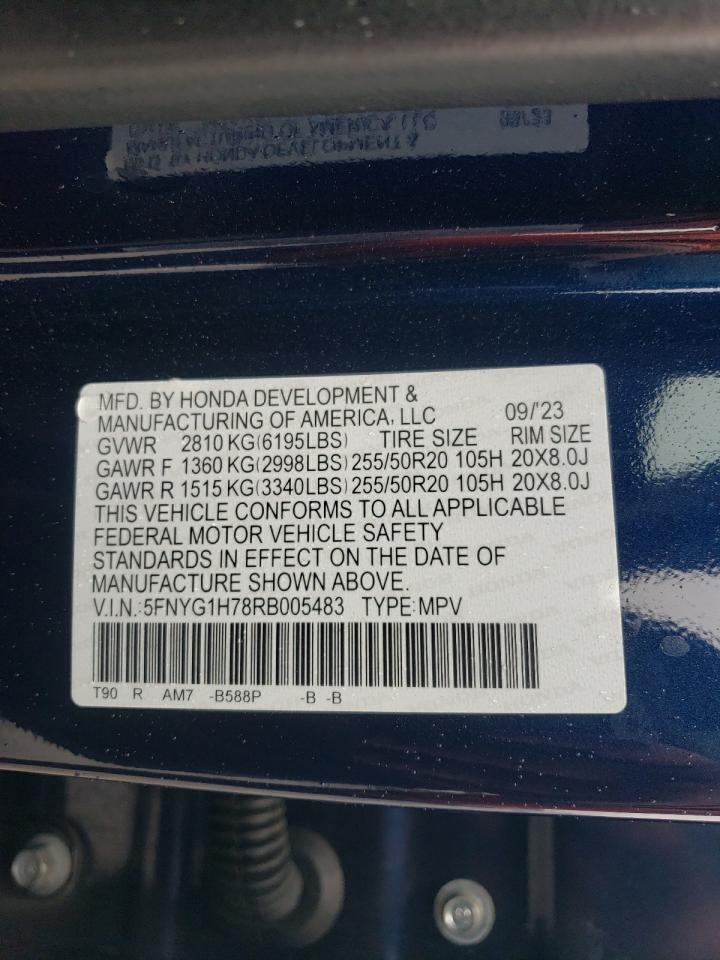 MFD. BY HONDA DEVELOPMENT &
MANUFACTURING OF AMERICA, LLC 09/'23
GVWR 2810 KG(6195LBS) TIRE SIZE RIM SIZE
GAWR F 1360 KG(2998LBS) 255/50R20 105H 20X8.0J
GAWR R 1515 KG(3340LBS) 255/50R20 105H 20X8.0J
THIS VEHICLE CONFORMS TO ALL APPLICABLE
FEDERAL MOTOR VEHICLE SAFETY
STANDARDS IN EFFECT ON THE DATE OF
MANUFACTURE SHOWN ABOVE.
V.I.N.:5FNYG1H78RB005483 TYPE:MPV
T90 R AM7 -B588P -B -B